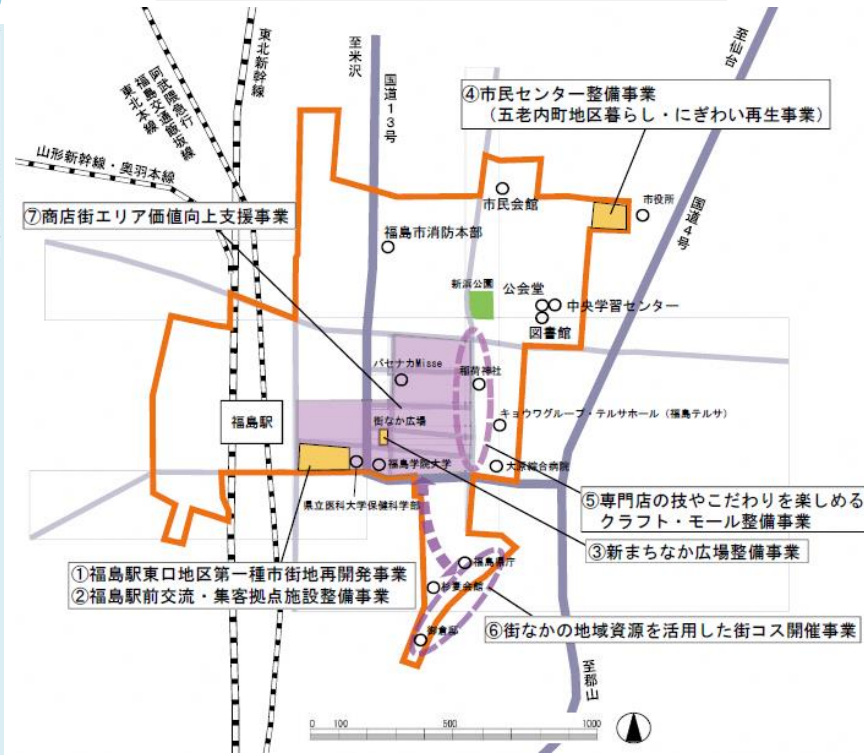 東北新幹線
阿武隈急行
福島交通飯坂線
東北本線
山形新幹線・奥羽本線
至米沢
国道13号
至仙台
国道4号
④市民センター整備事業
（五老内町地区暮らし・にぎわい再生事業）
市民会館
市役所
⑦商店街エリア価値向上支援事業
福島市消防本部
新浜公園
公会堂
中央学習センター
図書館
パセナカMisse
稲荷神社
福島駅
街なか広場
キョウワグループ・テルサホール（福島テルサ）
福島学院大学
大原綜合病院
県立医科大学保健科学部
⑤専門店の技やこだわりを楽しめる
クラフト・モール整備事業
③新まちなか広場整備事業
①福島駅東口地区第一種市街地再開発事業
②福島駅前交流・集客拠点施設整備事業
福島県庁
杉妻会館
御倉邸
⑥街なかの地域資源を活用した街コス開催事業
至郡山
0 100 500 1000